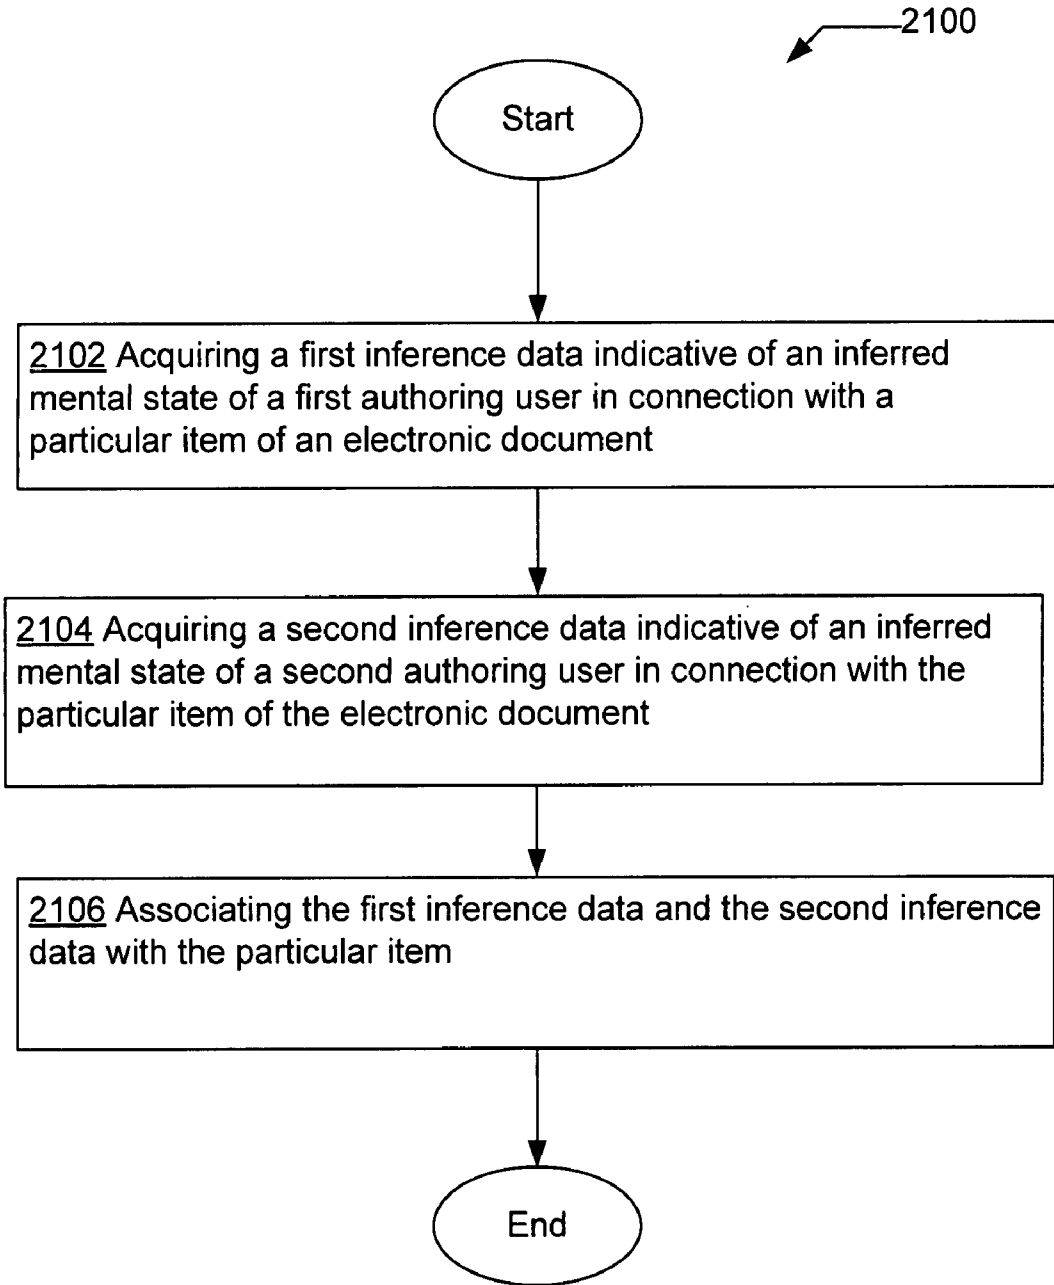 2100
Start
2102 Acquiring a first inference data indicative of an inferred
mental state of a first authoring user in connection with a
particular item of an electronic document
2104 Acquiring a second inference data indicative of an inferred
mental state of a second authoring user in connection with the
particular item of the electronic document
2106 Associating the first inference data and the second inference
data with the particular item
End